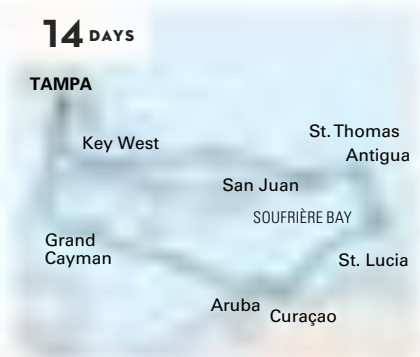 14 DAYS
TAMPA
Key West
St. Thomas
Antigua
San Juan
SOUFRIÈRE BAY
Grand
Cayman
St. Lucia
Aruba
Curaçao